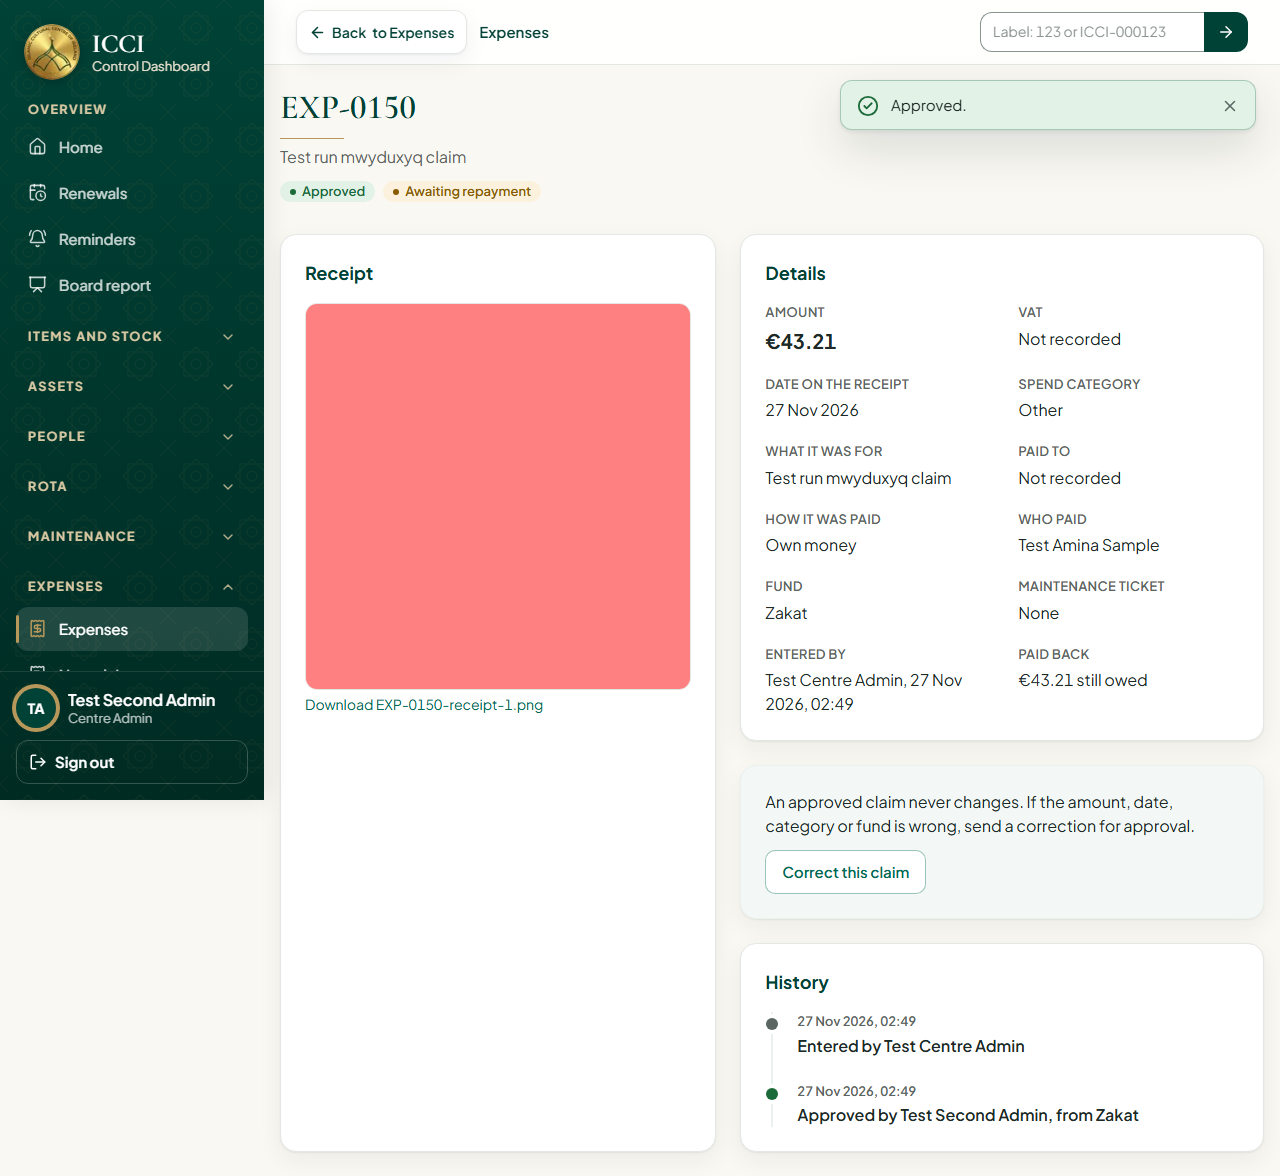 ICCI
Control Dashboard
OVERVIEW
Home
Renewals
Reminders
Board report
ITEMS AND STOCK
ASSETS
PEOPLE
ROTA
MAINTENANCE
EXPENSES
Expenses
Test Second Admin
TA
Centre Admin
Sign out
Back to Expenses
Expenses
Label: 123 or ICCI-000123
EXP-0150
Approved.
Test run mwyduxyq claim
Approved
Awaiting repayment
Receipt
Download EXP-0150-receipt-1.png
Details
AMOUNT
€43.21
VAT
Not recorded
DATE ON THE RECEIPT
27 Nov 2026
SPEND CATEGORY
Other
WHAT IT WAS FOR
Test run mwyduxyq claim
PAID TO
Not recorded
HOW IT WAS PAID
Own money
WHO PAID
Test Amina Sample
FUND
Zakat
MAINTENANCE TICKET
None
ENTERED BY
Test Centre Admin, 27 Nov
2026, 02:49
PAID BACK
€43.21 still owed
An approved claim never changes. If the amount, date,
category or fund is wrong, send a correction for approval.
Correct this claim
History
27 Nov 2026, 02:49
Entered by Test Centre Admin
27 Nov 2026, 02:49
Approved by Test Second Admin, from Zakat